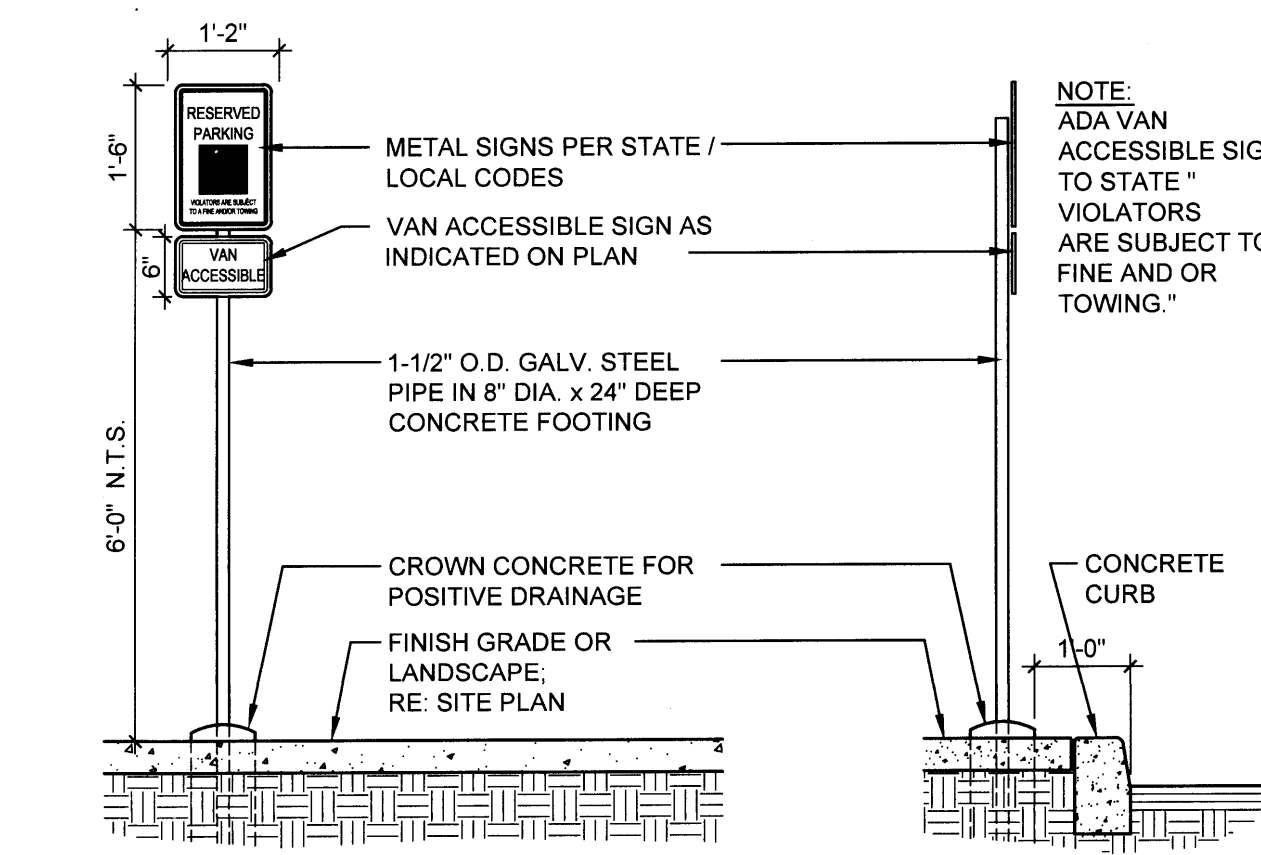 1'-2"
RESERVED
PARKING
VIOLATORS ARE SUBJECT
TO A FINE AND/OR TOWING
1'-6"
VAN
ACCESSIBLE
6"
6'-0" N.T.S.
METAL SIGNS PER STATE /
LOCAL CODES
VAN ACCESSIBLE SIGN AS
INDICATED ON PLAN
1-1/2" O.D. GALV. STEEL
PIPE IN 8" DIA. x 24" DEEP
CONCRETE FOOTING
CROWN CONCRETE FOR
POSITIVE DRAINAGE
FINISH GRADE OR
LANDSCAPE;
RE: SITE PLAN
NOTE:
ADA VAN
ACCESSIBLE SIG
TO STATE "
VIOLATORS
ARE SUBJECT TO
FINE AND OR
TOWING."
CONCRETE
CURB
1'-0"